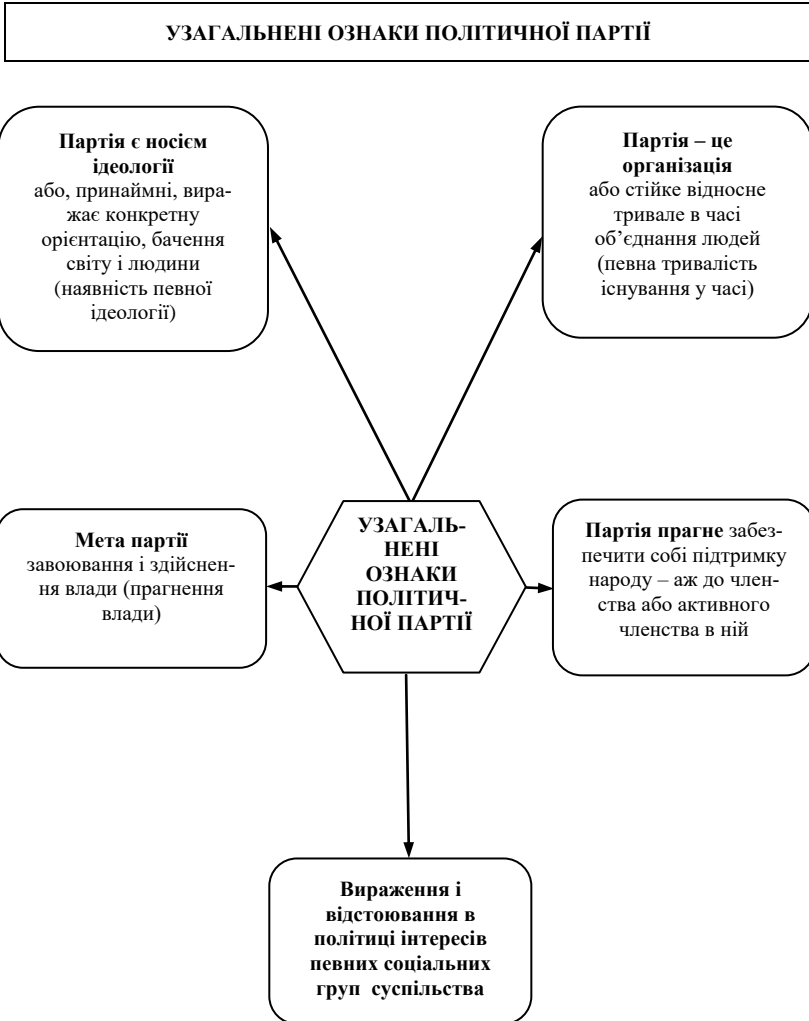 УЗАГАЛЬНЕНІ ОЗНАКИ ПОЛІТИЧНОЇ ПАРТІЇ
Партія є носієм
ідеології
або, принаймні, вира-
жає конкретну
орієнтацію, бачення
світу і людини
(наявність певної
ідеології)
Партія – це
організація
або стійке відносне
тривале в часі
об’єднання людей
(певна тривалість
існування у часі)
Мета партії
завоювання і здійснен-
ня влади (прагнення
влади)
УЗАГАЛЬ-
НЕНІ
ОЗНАКИ
ПОЛІТИЧ-
НОЇ ПАРТІЇ
Партія прагне забез-
печити собі підтримку
народу – аж до член-
ства або активного
членства в ній
Вираження і
відстоювання в
політиці інтересів
певних соціальних
груп суспільства